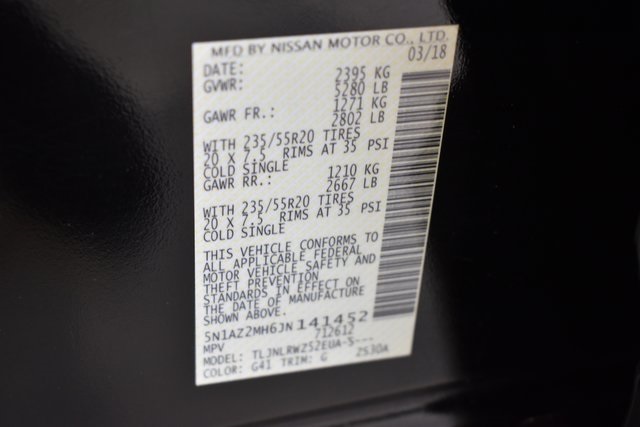 MFD BY NISSAN MOTOR CO., LTD.
DATE: 03/18
GVWR: 2395 KG
5280 LB
GAWR FR.: 1271 KG
2802 LB
WITH 235/55R20 TIRES
20 X 7.5 RIMS AT 35 PSI
COLD SINGLE
GAWR RR.: 1210 KG
2667 LB
WITH 235/55R20 TIRES
20 X 7.5 RIMS AT 35 PSI
COLD SINGLE
THIS VEHICLE CONFORMS TO
ALL APPLICABLE FEDERAL
MOTOR VEHICLE SAFETY AND
THEFT PREVENTION
STANDARDS IN EFFECT ON
THE DATE OF MANUFACTURE
SHOWN ABOVE.
5N1AZ2MH6JN141452
MPV 712612
MODEL: TLJNLRWZ52EUA-S---
COLOR: G41 TRIM: G ZS30A